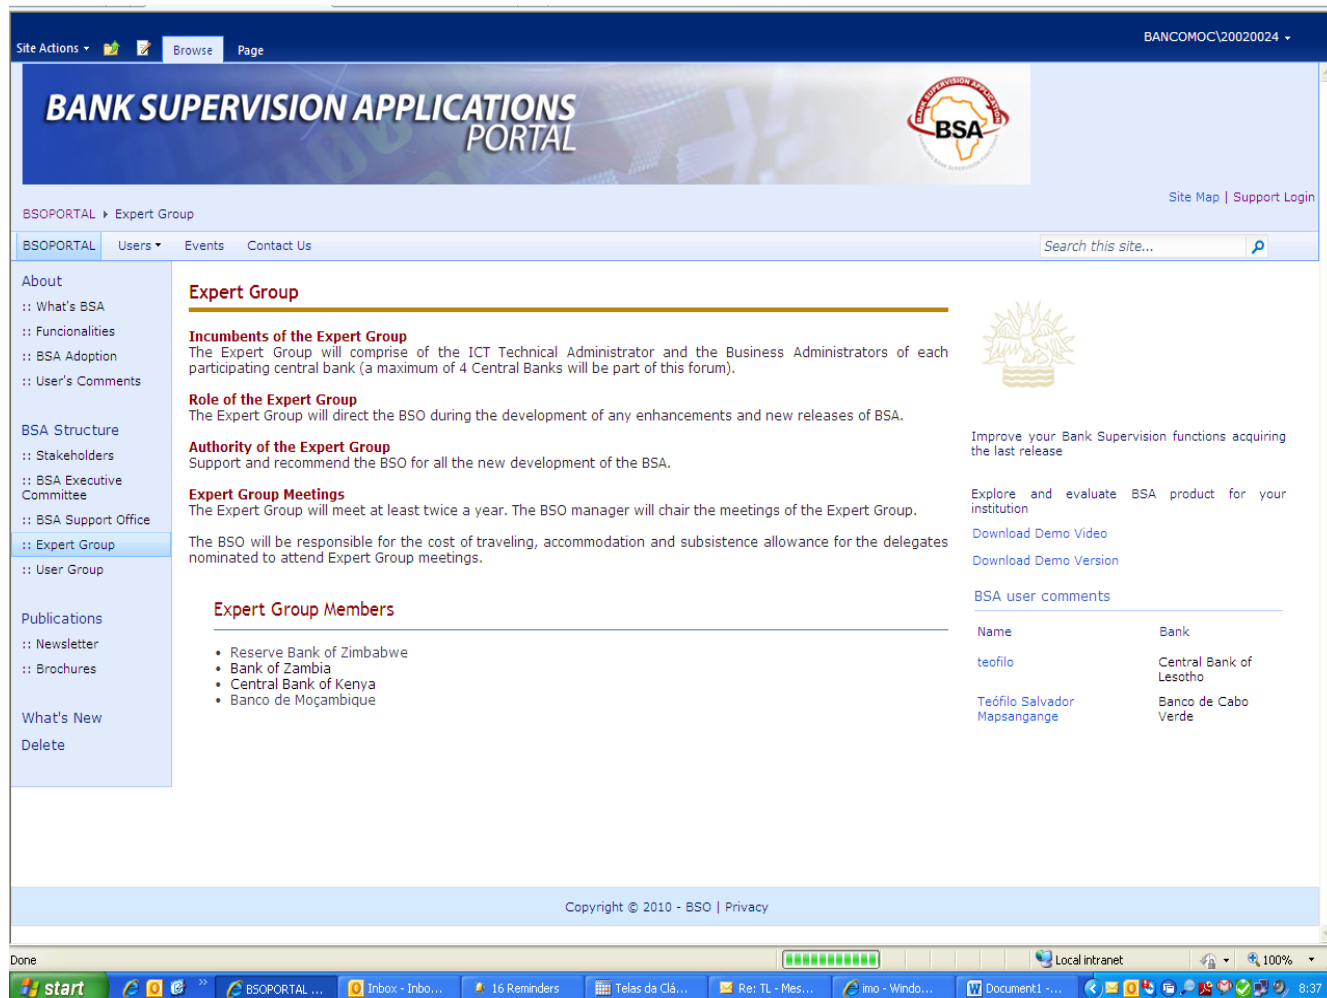 BANCOMOC\20020024
Site Actions
Browse
Page
BANK SUPERVISION APPLICATIONS
PORTAL
BANK SUPERVISION APPLICATION
BSA
Site Map | Support Login
BSOPORTAL
Expert Group
BSOPORTAL
Users
Events
Contact Us
Search this site...
About
:: What's BSA
:: Funcionalities
:: BSA Adoption
:: User's Comments
BSA Structure
:: Stakeholders
:: BSA Executive
Committee
:: BSA Support Office
:: Expert Group
:: User Group
Publications
:: Newsletter
:: Brochures
What's New
Delete
Expert Group
Incumbents of the Expert Group
The Expert Group will comprise of the ICT Technical Administrator and the Business Administrators of each
participating central bank (a maximum of 4 Central Banks will be part of this forum).
Role of the Expert Group
The Expert Group will direct the BSO during the development of any enhancements and new releases of BSA.
Authority of the Expert Group
Support and recommend the BSO for all the new development of the BSA.
Expert Group Meetings
The Expert Group will meet at least twice a year. The BSO manager will chair the meetings of the Expert Group.
The BSO will be responsible for the cost of traveling, accommodation and subsistence allowance for the delegates
nominated to attend Expert Group meetings.
Expert Group Members
• Reserve Bank of Zimbabwe
• Bank of Zambia
• Central Bank of Kenya
• Banco de Moçambique
Improve your Bank Supervision functions acquiring
the last release
Explore and evaluate BSA product for your
institution
Download Demo Video
Download Demo Version
BSA user comments
Name Bank
teofilo Central Bank of
Lesotho
Teófilo Salvador Banco de Cabo
Mapsangange Verde
Copyright © 2010 - BSO | Privacy
Done
Local intranet
100%
start
BSOPORTAL ...
Inbox - Inbo...
16 Reminders
Telas da Clá...
Re: TL - Mes...
imo - Windo...
Document1 -...
8:37